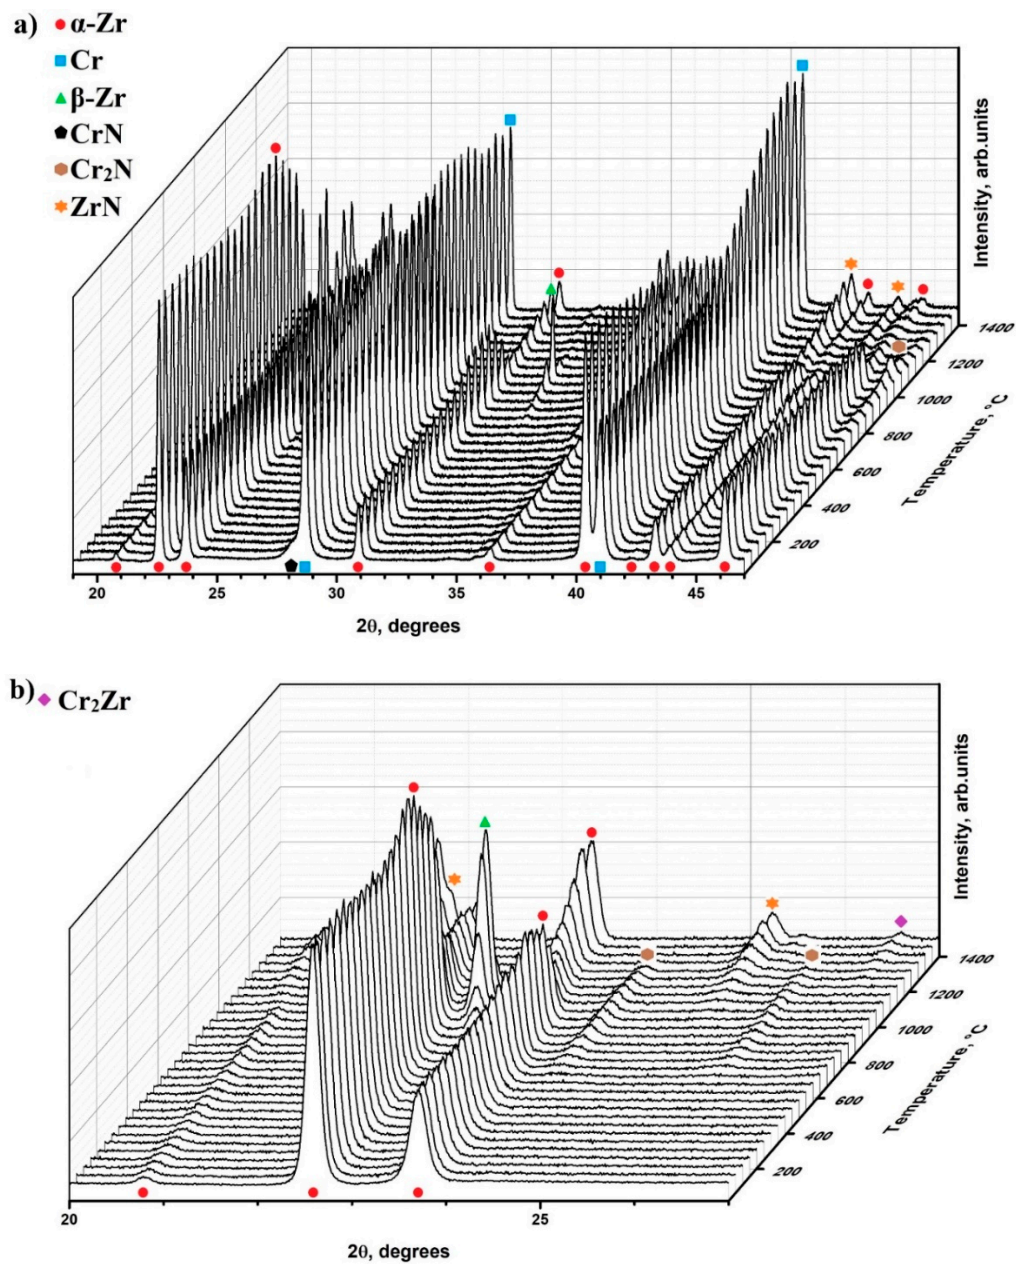 a)
α-Zr
Cr
β-Zr
CrN
Cr₂N
ZrN
Intensity, arb.units
1400
1200
1000
800
600
400
200
Temperature, °C
20 25 30 35 40 45
2θ, degrees
b)
Cr₂Zr
Intensity, arb.units
1400
1200
1000
800
600
400
200
Temperature, °C
20 25
2θ, degrees